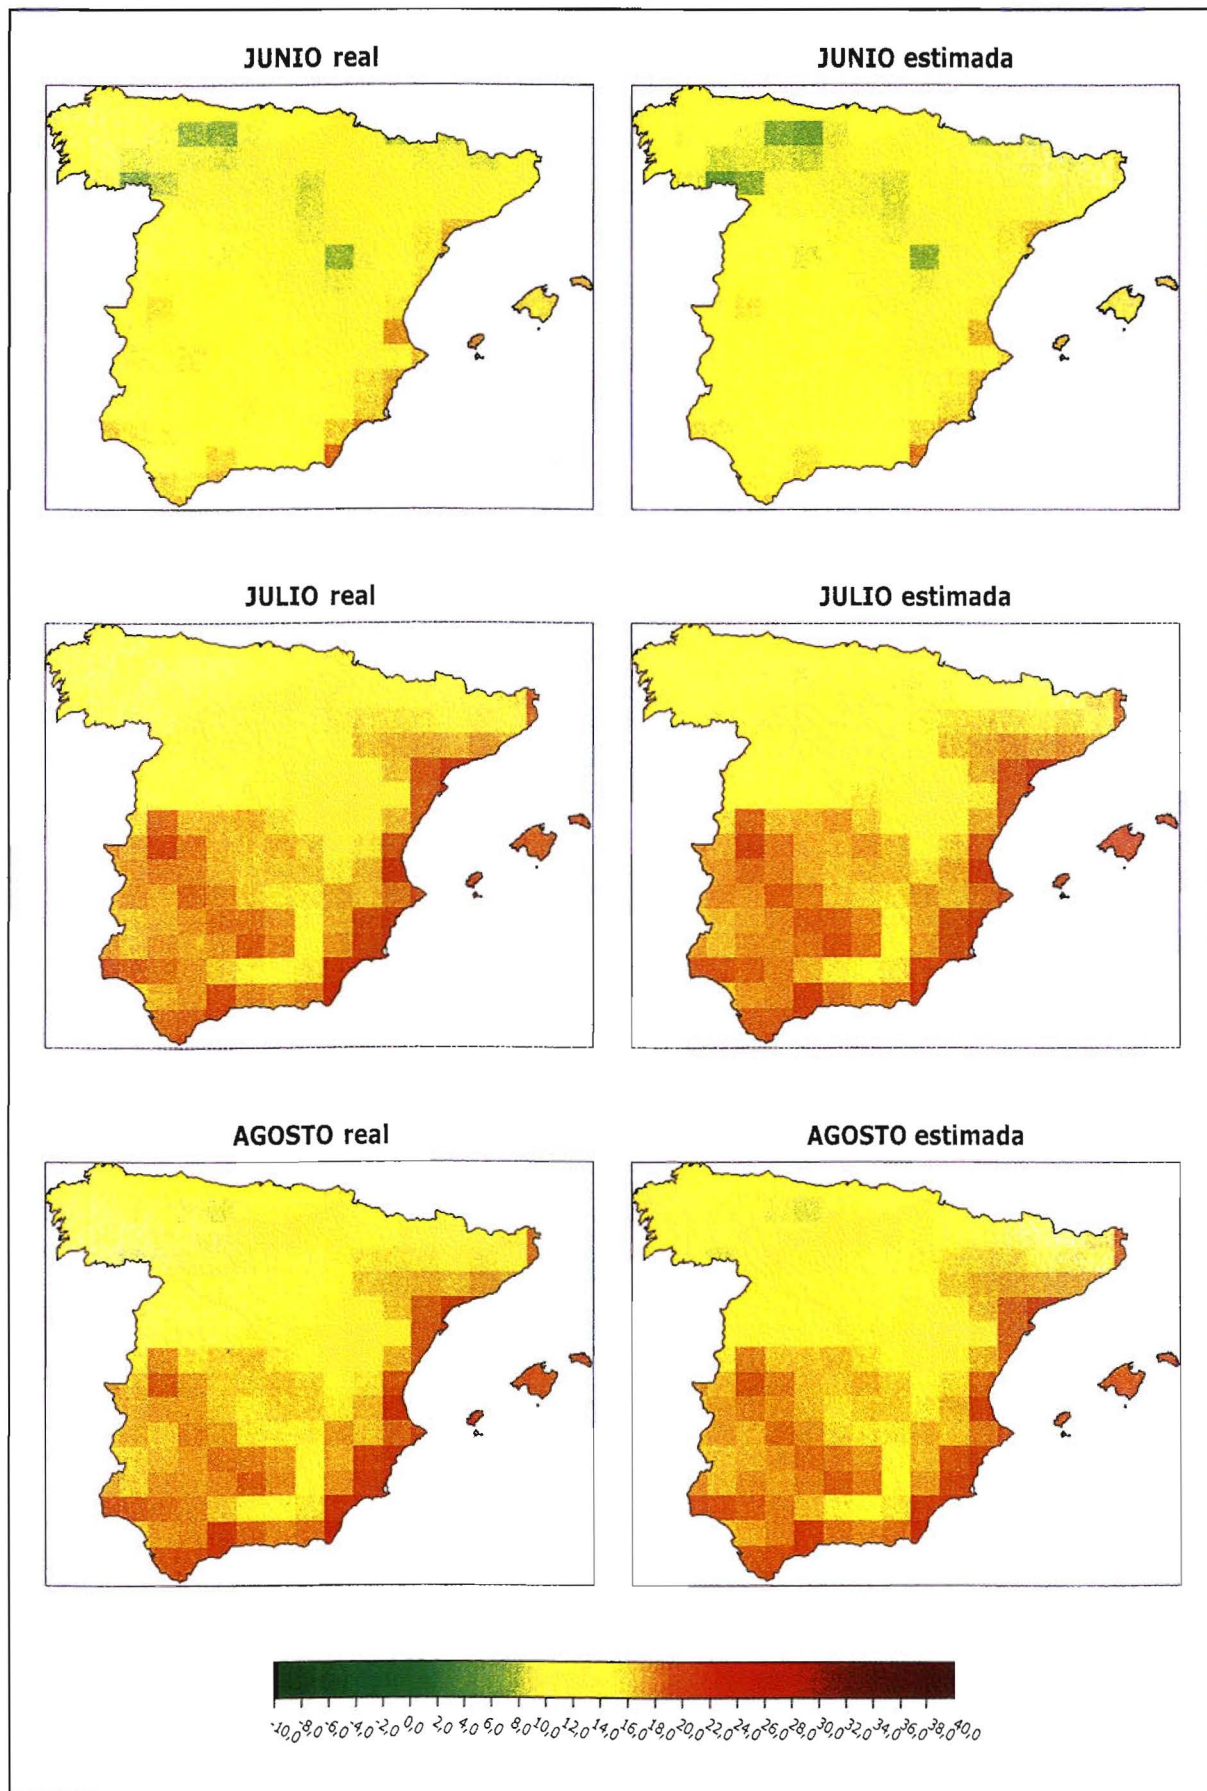 JUNIO real
JUNIO estimada
JULIO real
JULIO estimada
AGOSTO real
AGOSTO estimada
-10,0 -8,0 -6,0 -4,0 -2,0 0,0 2,0 4,0 6,0 8,0 10,0 12,0 14,0 16,0 18,0 20,0 22,0 24,0 26,0 28,0 30,0 32,0 34,0 36,0 38,0 40,0